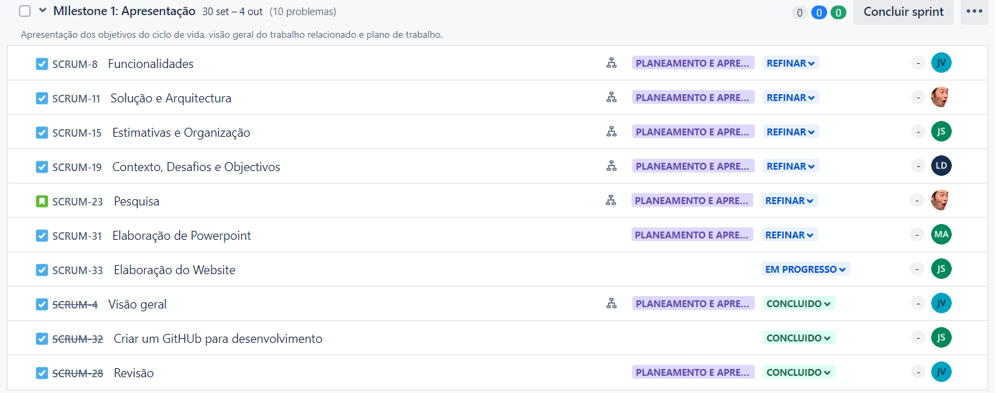 MIlestone 1: Apresentação 30 set – 4 out (10 problemas) 0 0 0 Concluir sprint
Apresentação dos objetivos do ciclo de vida, visão geral do trabalho relacionado e plano de trabalho.
SCRUM-8 Funcionalidades PLANEAMENTO E APRE... REFINAR - JV
SCRUM-11 Solução e Arquitectura PLANEAMENTO E APRE... REFINAR -
SCRUM-15 Estimativas e Organização PLANEAMENTO E APRE... REFINAR - JS
SCRUM-19 Contexto, Desafios e Objectivos PLANEAMENTO E APRE... REFINAR - LD
SCRUM-23 Pesquisa PLANEAMENTO E APRE... REFINAR -
SCRUM-31 Elaboração de Powerpoint PLANEAMENTO E APRE... REFINAR - MA
SCRUM-33 Elaboração do Website EM PROGRESSO - JS
SCRUM-4 Visão geral PLANEAMENTO E APRE... CONCLUIDO - JV
SCRUM-32 Criar um GitHUb para desenvolvimento CONCLUIDO - JS
SCRUM-28 Revisão PLANEAMENTO E APRE... CONCLUIDO - JV